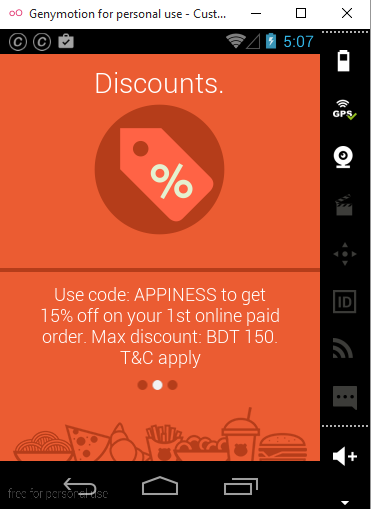 Genymotion for personal use - Cust...
5:07
GPS
Discounts.
%
Use code: APPINESS to get
15% off on your 1st online paid
order. Max discount: BDT 150.
T&C apply
ID
free for personal use